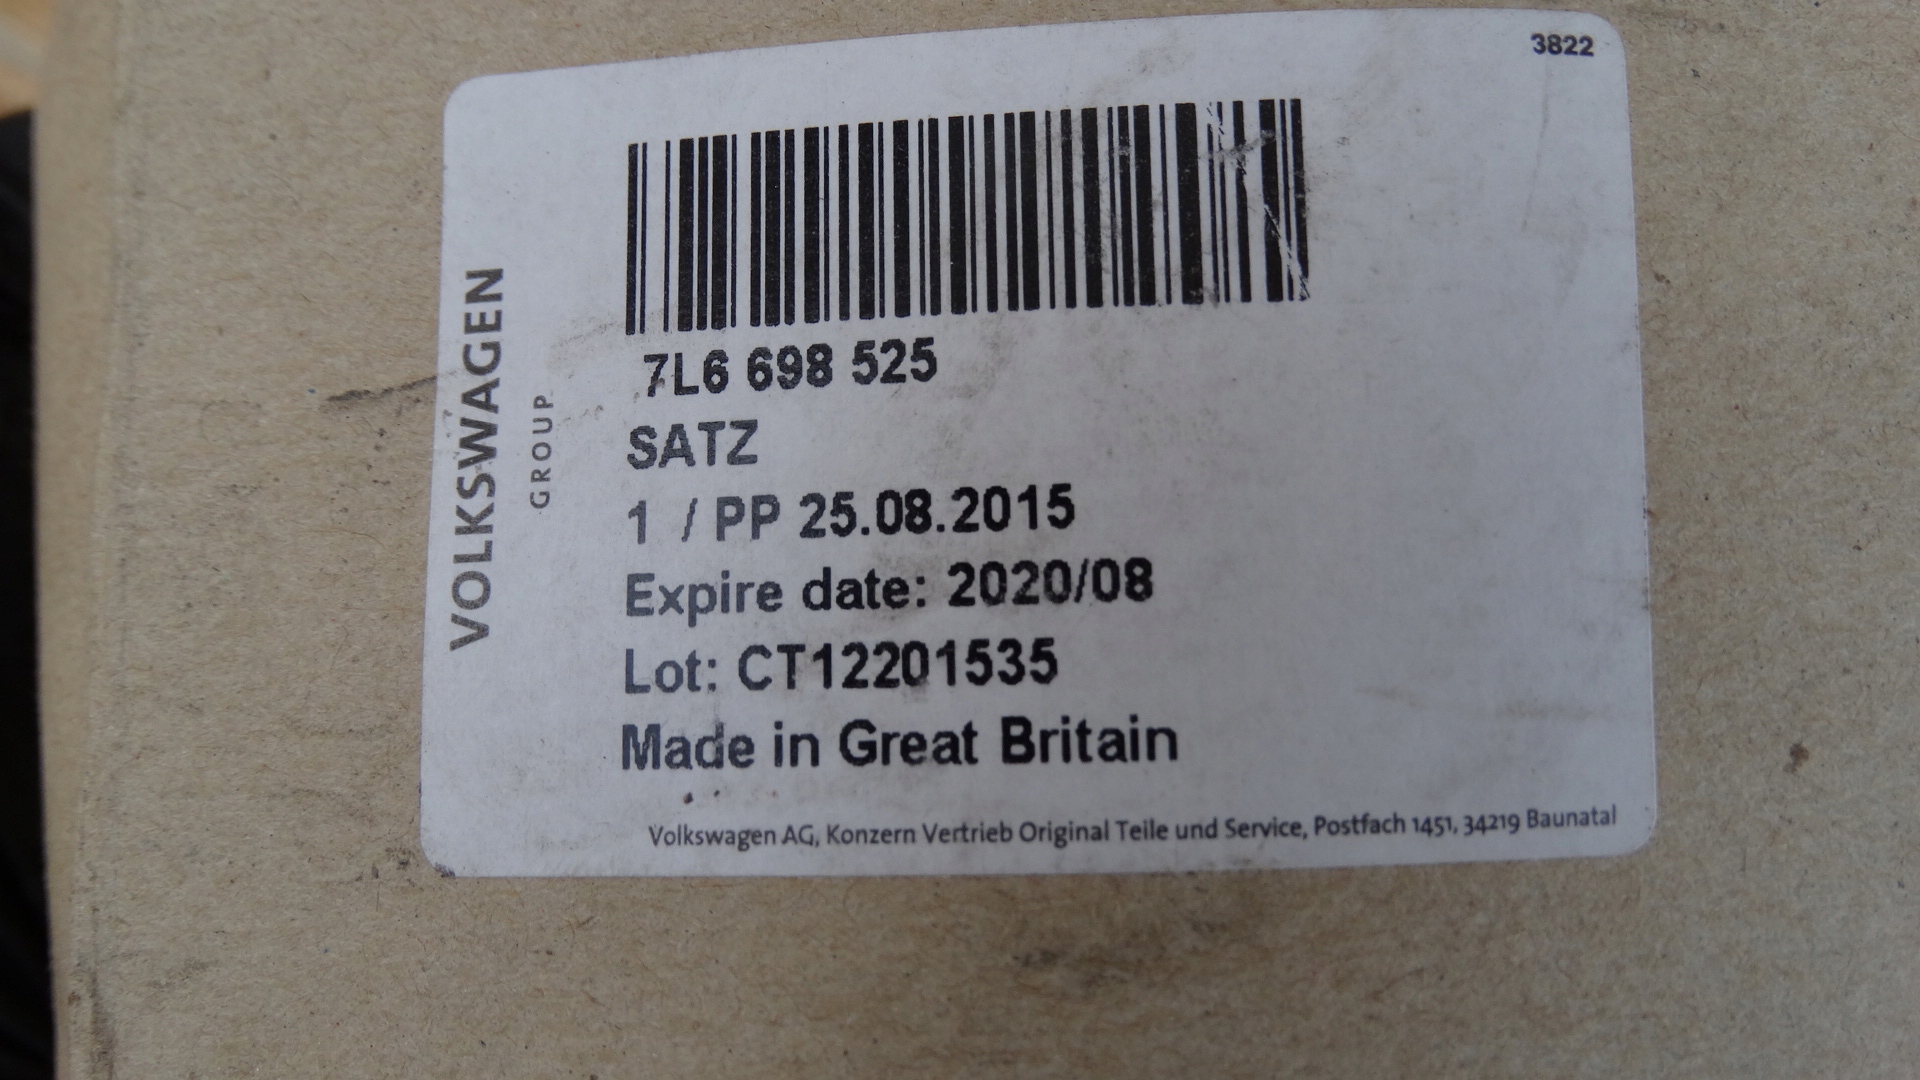 3822
VOLKSWAGEN
GROUP
7L6 698 525
SATZ
1 / PP 25.08.2015
Expire date: 2020/08
Lot: CT12201535
Made in Great Britain
Volkswagen AG, Konzern Vertrieb Original Teile und Service, Postfach 1451, 34219 Baunatal